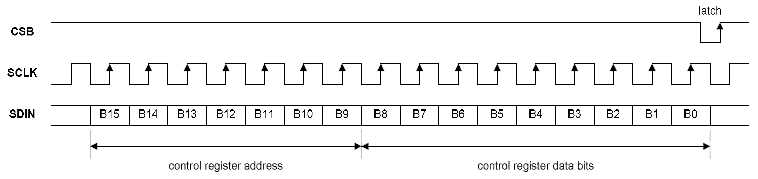 latch
CSB
SCLK
SDIN B15 B14 B13 B12 B11 B10 B9 B8 B7 B6 B5 B4 B3 B2 B1 B0
control register address control register data bits